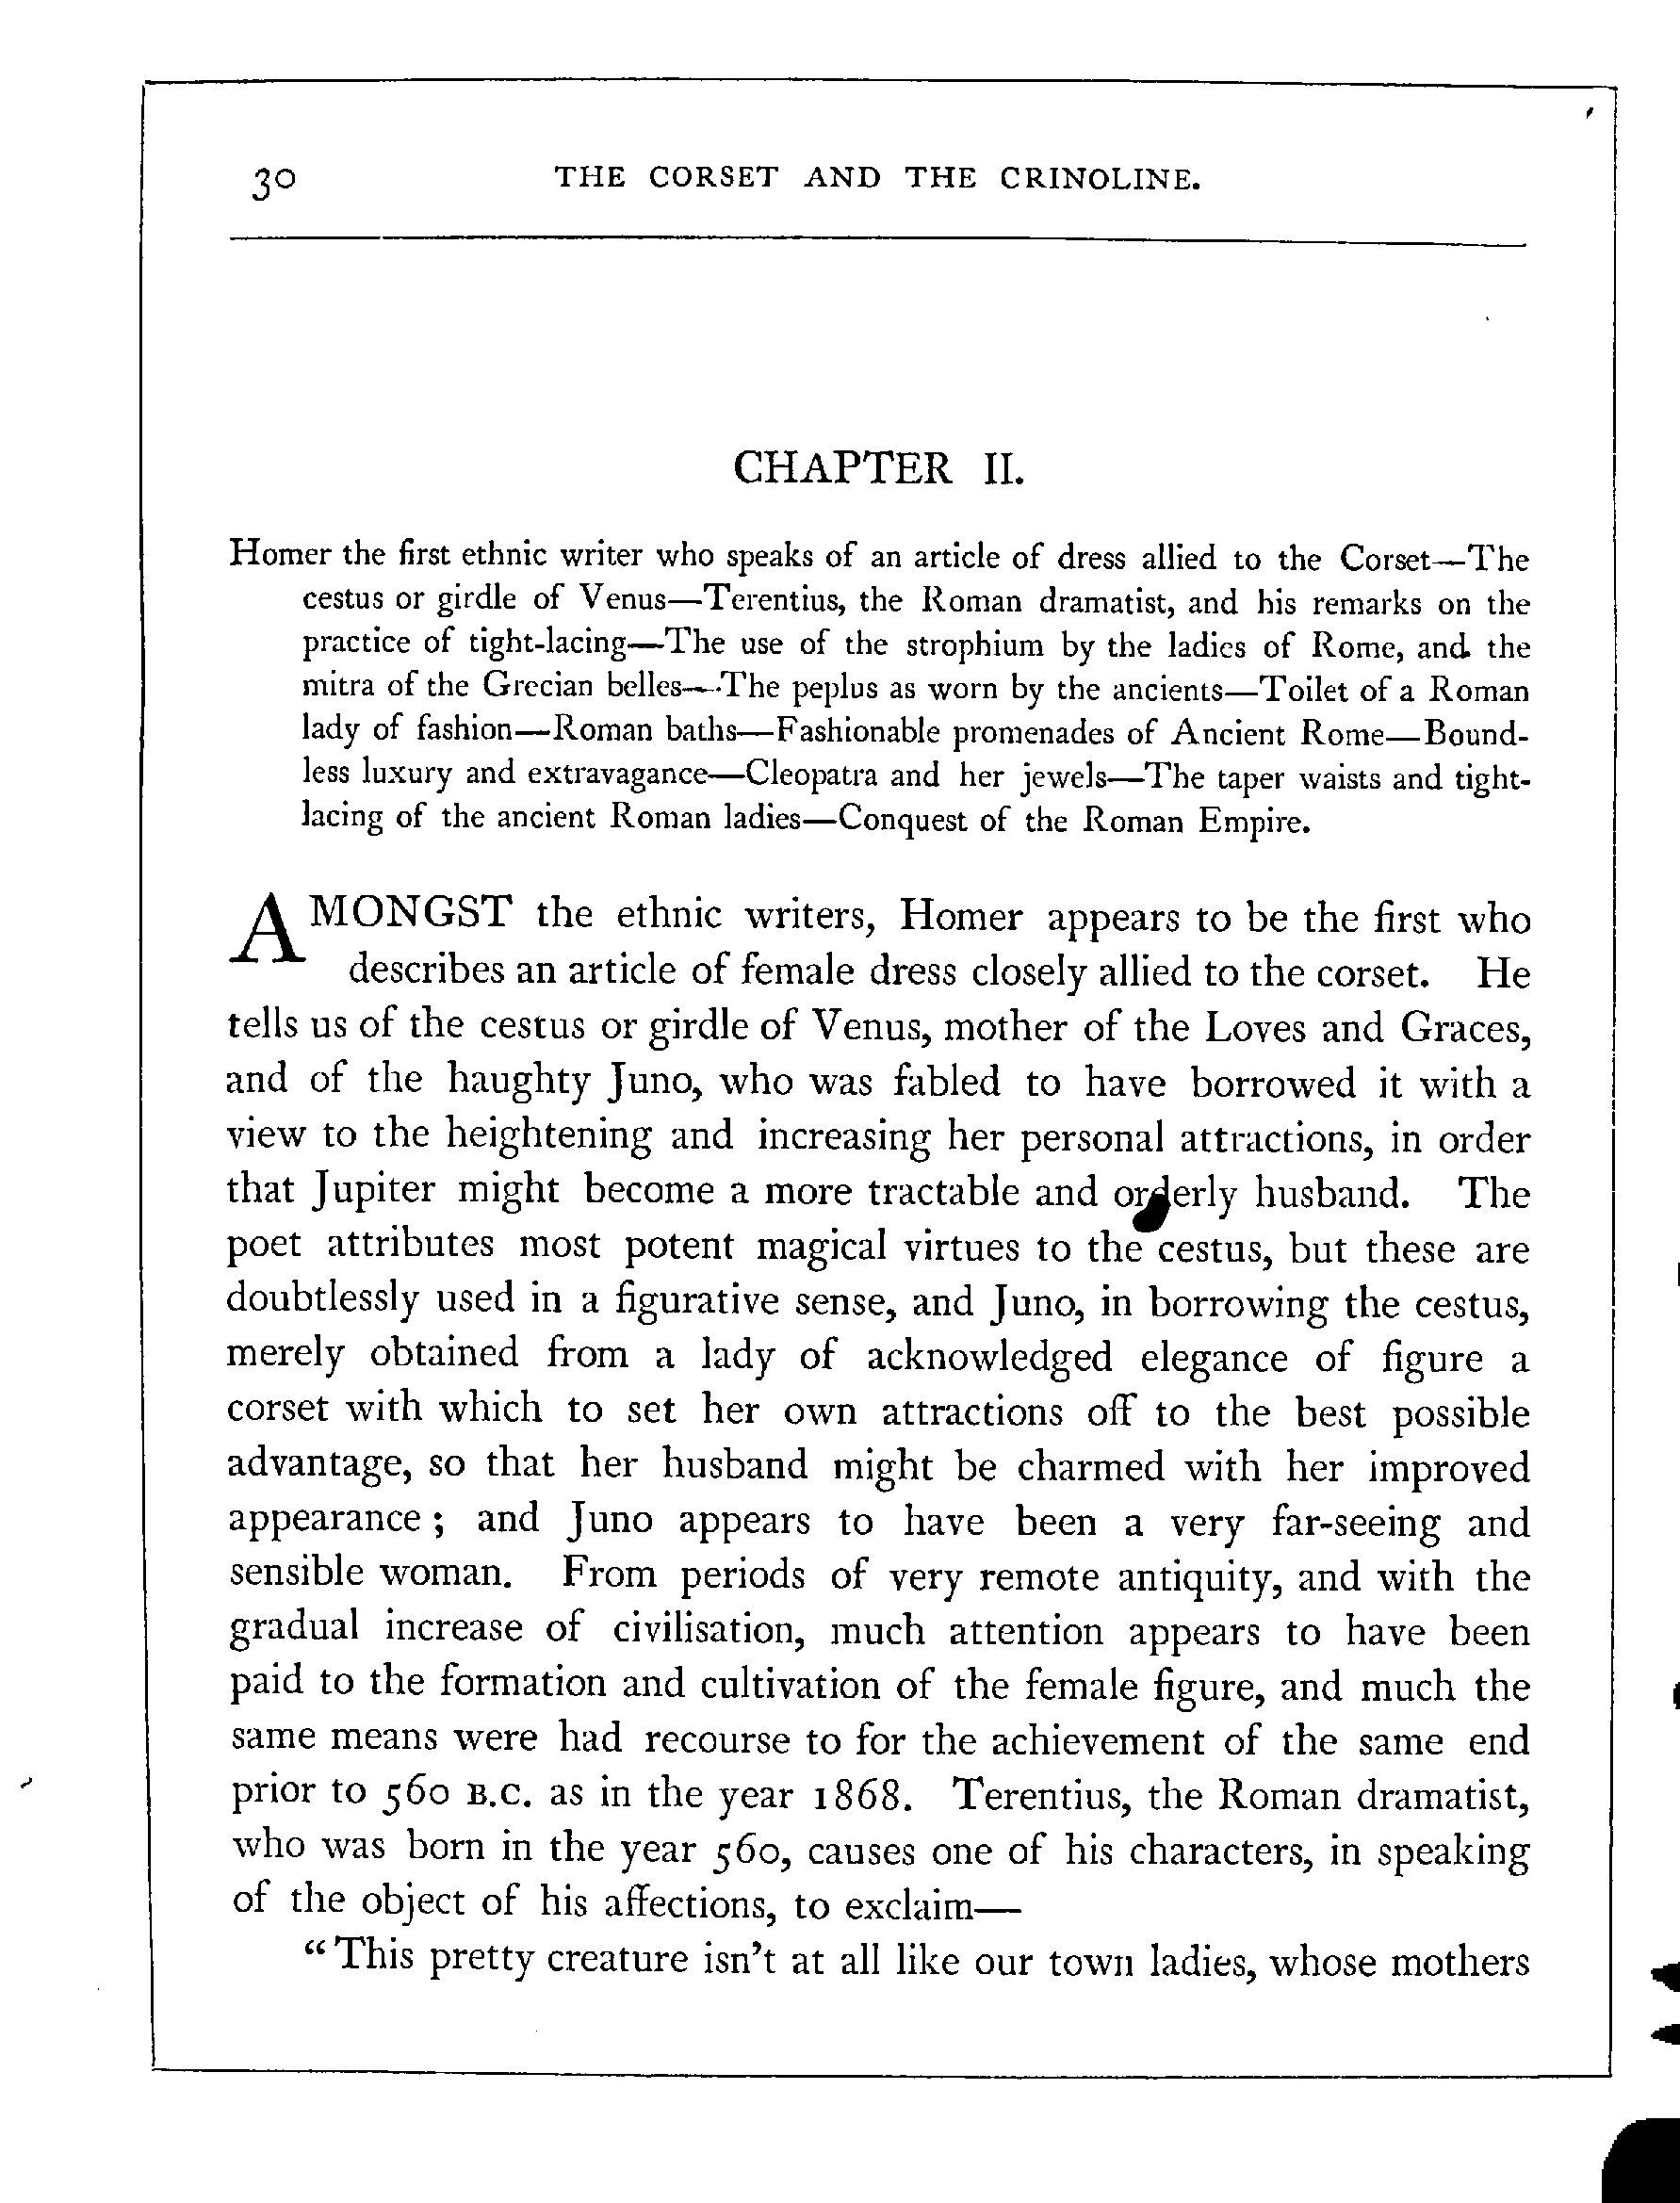 30 THE CORSET AND THE CRINOLINE.
CHAPTER II.
Homer the first ethnic writer who speaks of an article of dress allied to the Corset—The
cestus or girdle of Venus—Terentius, the Roman dramatist, and his remarks on the
practice of tight-lacing—The use of the strophium by the ladies of Rome, and the
mitra of the Grecian belles—The peplus as worn by the ancients—Toilet of a Roman
lady of fashion—Roman baths—Fashionable promenades of Ancient Rome—Bound-
less luxury and extravagance—Cleopatra and her jewels—The taper waists and tight-
lacing of the ancient Roman ladies—Conquest of the Roman Empire.
AMONGST the ethnic writers, Homer appears to be the first who
describes an article of female dress closely allied to the corset. He
tells us of the cestus or girdle of Venus, mother of the Loves and Graces,
and of the haughty Juno, who was fabled to have borrowed it with a
view to the heightening and increasing her personal attractions, in order
that Jupiter might become a more tractable and orderly husband. The
poet attributes most potent magical virtues to the cestus, but these are
doubtlessly used in a figurative sense, and Juno, in borrowing the cestus,
merely obtained from a lady of acknowledged elegance of figure a
corset with which to set her own attractions off to the best possible
advantage, so that her husband might be charmed with her improved
appearance ; and Juno appears to have been a very far-seeing and
sensible woman. From periods of very remote antiquity, and with the
gradual increase of civilisation, much attention appears to have been
paid to the formation and cultivation of the female figure, and much the
same means were had recourse to for the achievement of the same end
prior to 560 B.C. as in the year 1868. Terentius, the Roman dramatist,
who was born in the year 560, causes one of his characters, in speaking
of the object of his affections, to exclaim—
“This pretty creature isn’t at all like our town ladies, whose mothers